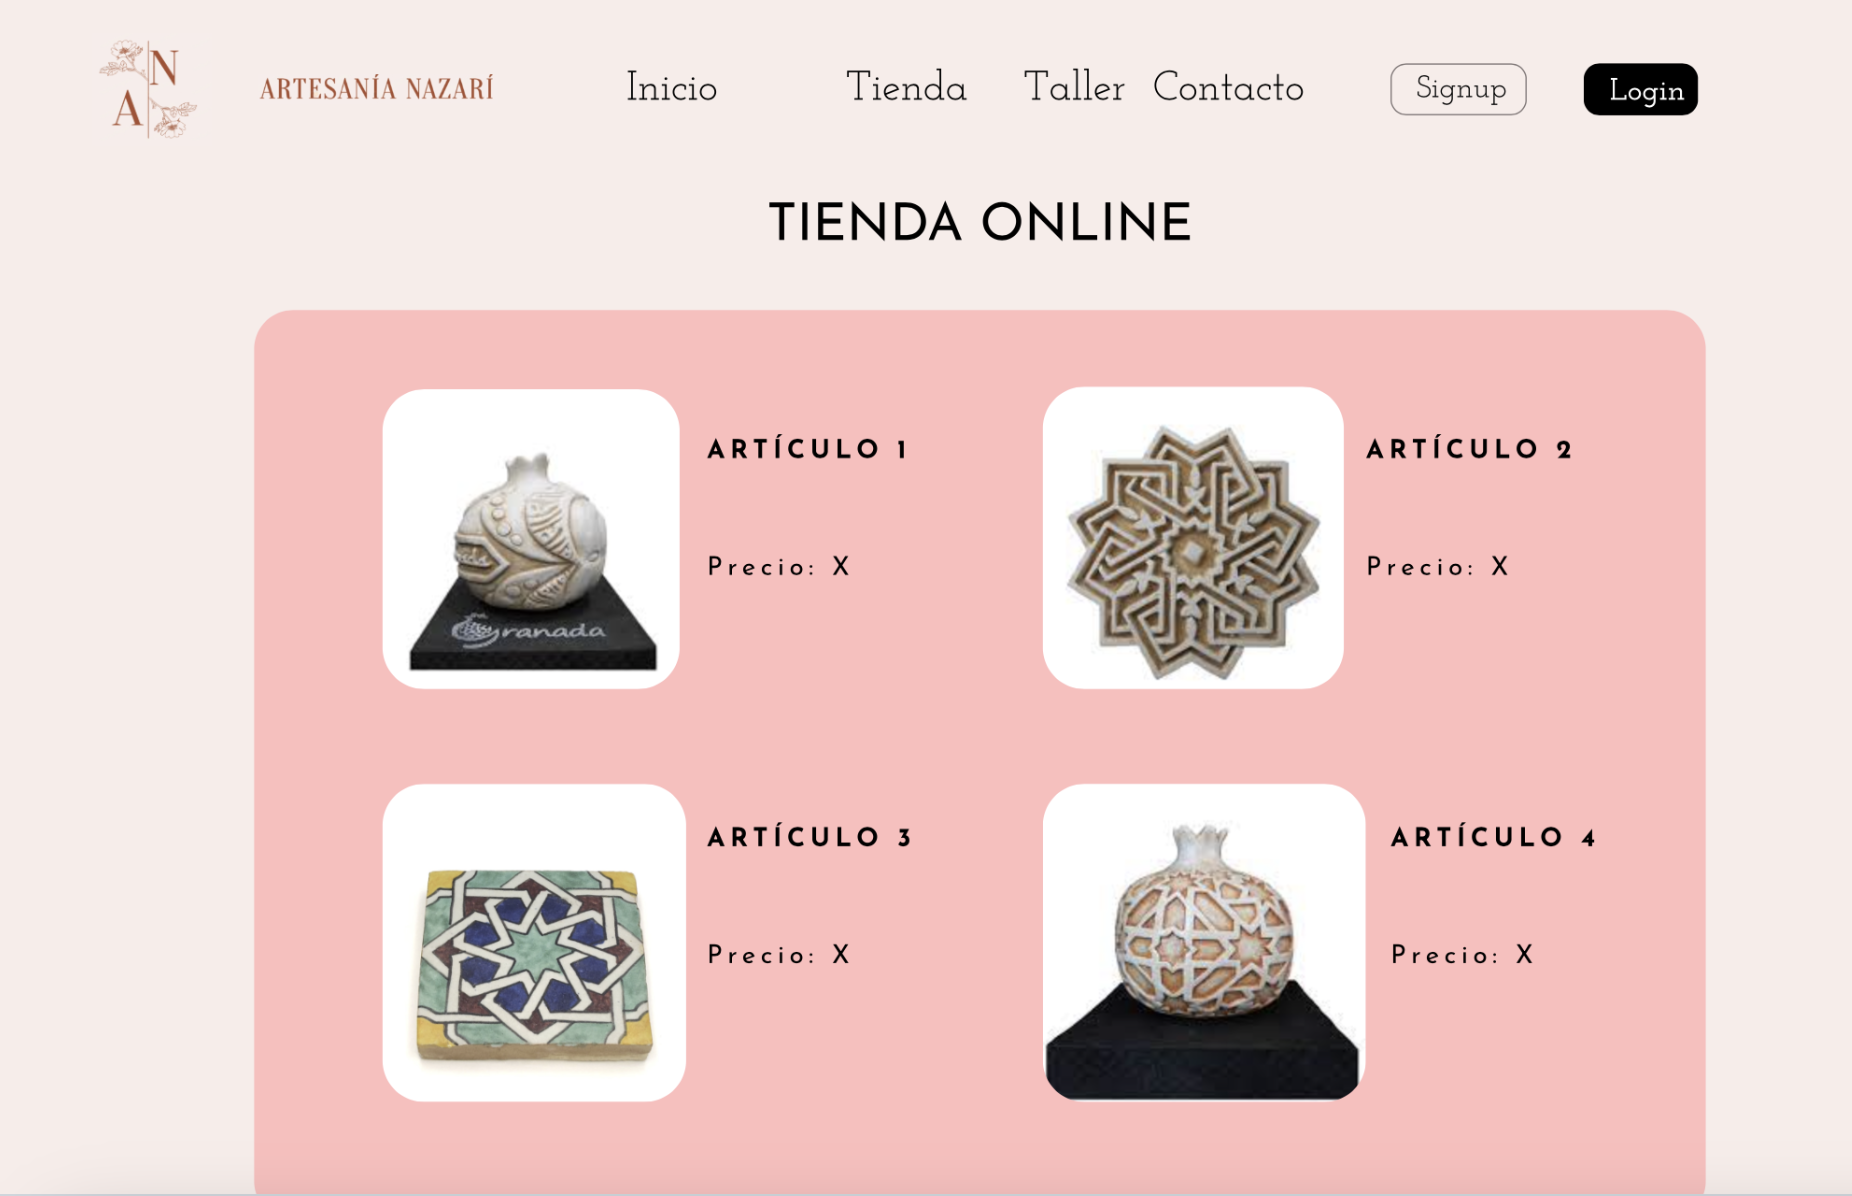 N
A
ARTESANÍA NAZARÍ
Inicio
Tienda
Taller
Contacto
Signup
Login
TIENDA ONLINE
ARTÍCULO 1
Precio: X
Granada
ARTÍCULO 2
Precio: X
ARTÍCULO 3
Precio: X
ARTÍCULO 4
Precio: X